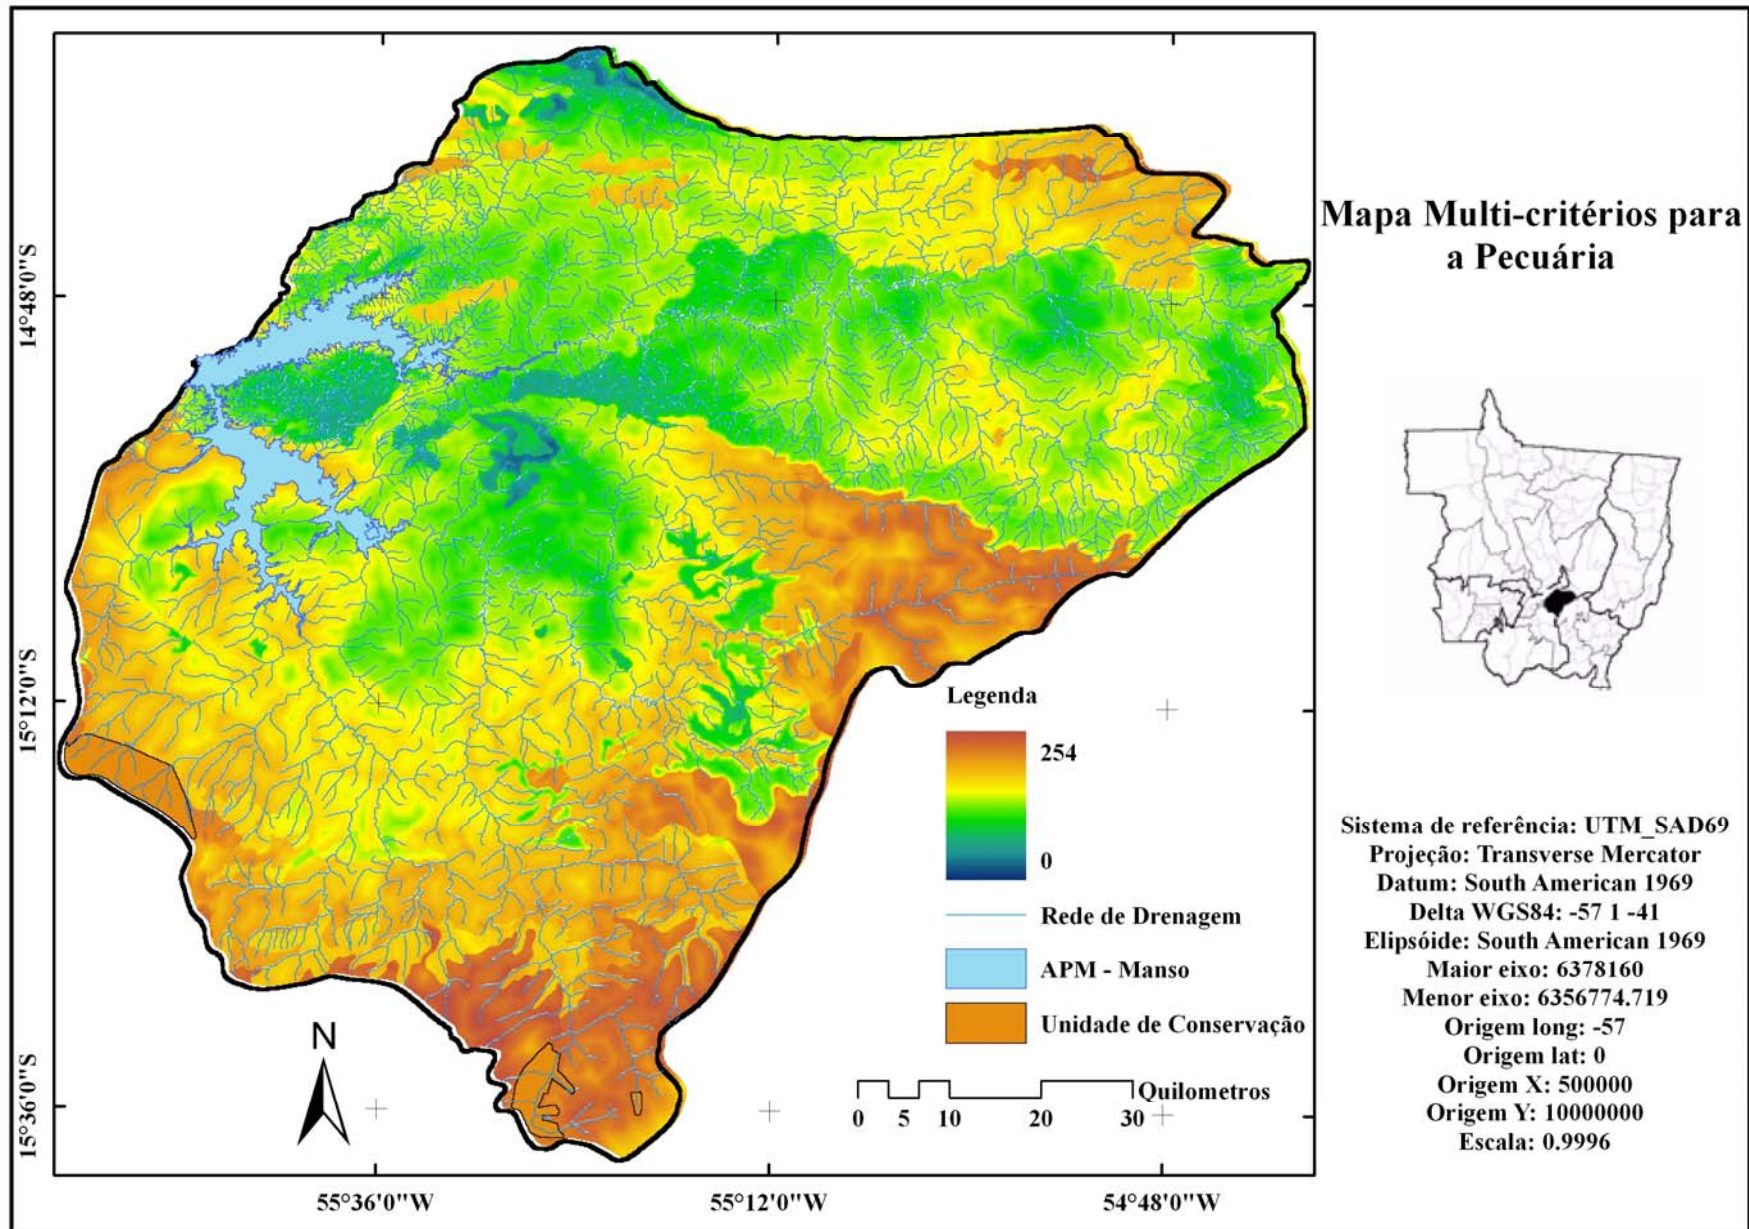 Mapa Multi-critérios para
a Pecuária
14°48'0"S
15°12'0"S
15°36'0"S
55°36'0"W
55°12'0"W
54°48'0"W
N
Legenda
254
0
Rede de Drenagem
APM - Manso
Unidade de Conservação
Quilometros
0 5 10 20 30
Sistema de referência: UTM_SAD69
Projeção: Transverse Mercator
Datum: South American 1969
Delta WGS84: -57 1 -41
Elipsóide: South American 1969
Maior eixo: 6378160
Menor eixo: 6356774.719
Origem long: -57
Origem lat: 0
Origem X: 500000
Origem Y: 10000000
Escala: 0.9996